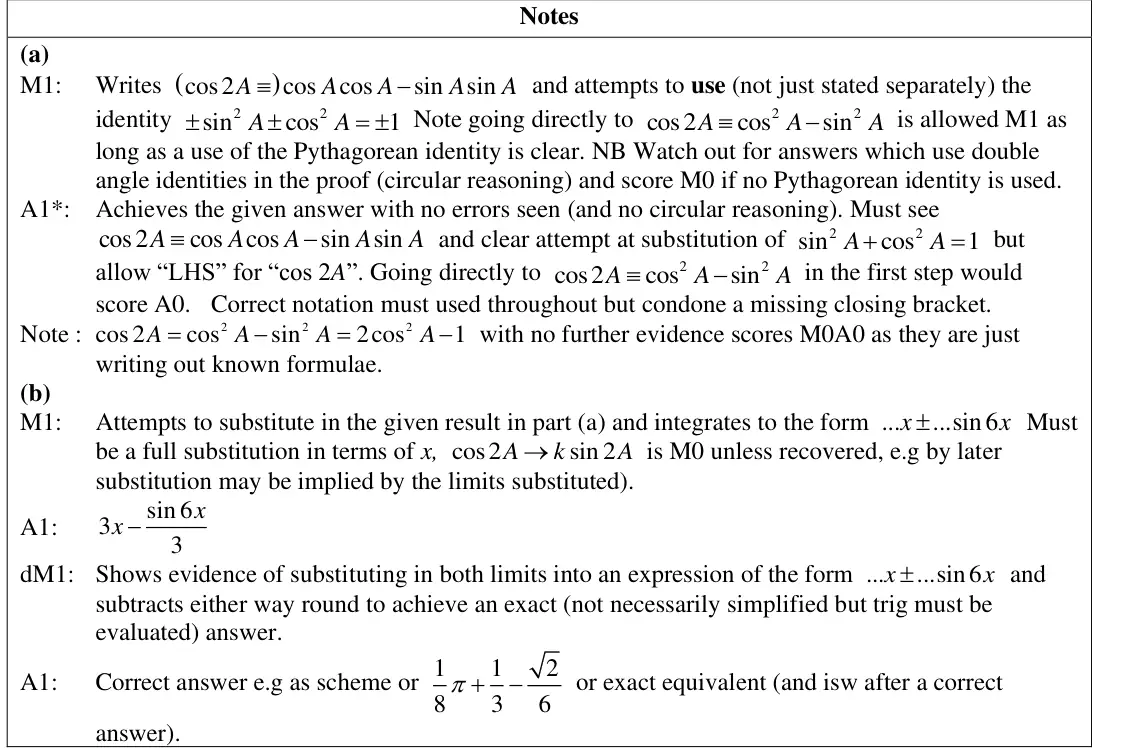 Notes
(a)
M1: Writes (cos 2A ≡) cos A cos A − sin A sin A and attempts to use (not just stated separately) the
identity ± sin² A ± cos² A = ±1 Note going directly to cos 2A ≡ cos² A − sin² A is allowed M1 as
long as a use of the Pythagorean identity is clear. NB Watch out for answers which use double
angle identities in the proof (circular reasoning) and score M0 if no Pythagorean identity is used.
A1*: Achieves the given answer with no errors seen (and no circular reasoning). Must see
cos 2A ≡ cos A cos A − sin A sin A and clear attempt at substitution of sin² A + cos² A = 1 but
allow “LHS” for “cos 2A”. Going directly to cos 2A ≡ cos² A − sin² A in the first step would
score A0. Correct notation must used throughout but condone a missing closing bracket.
Note : cos 2A = cos² A − sin² A = 2cos² A − 1 with no further evidence scores M0A0 as they are just
writing out known formulae.
(b)
M1: Attempts to substitute in the given result in part (a) and integrates to the form ...x ± ...sin 6x Must
be a full substitution in terms of x, cos 2A → k sin 2A is M0 unless recovered, e.g by later
substitution may be implied by the limits substituted).
A1: 3x − sin 6x / 3
dM1: Shows evidence of substituting in both limits into an expression of the form ...x ± ...sin 6x and
subtracts either way round to achieve an exact (not necessarily simplified but trig must be
evaluated) answer.
A1: Correct answer e.g as scheme or 1/8 π + 1/3 − √2/6 or exact equivalent (and isw after a correct
answer).